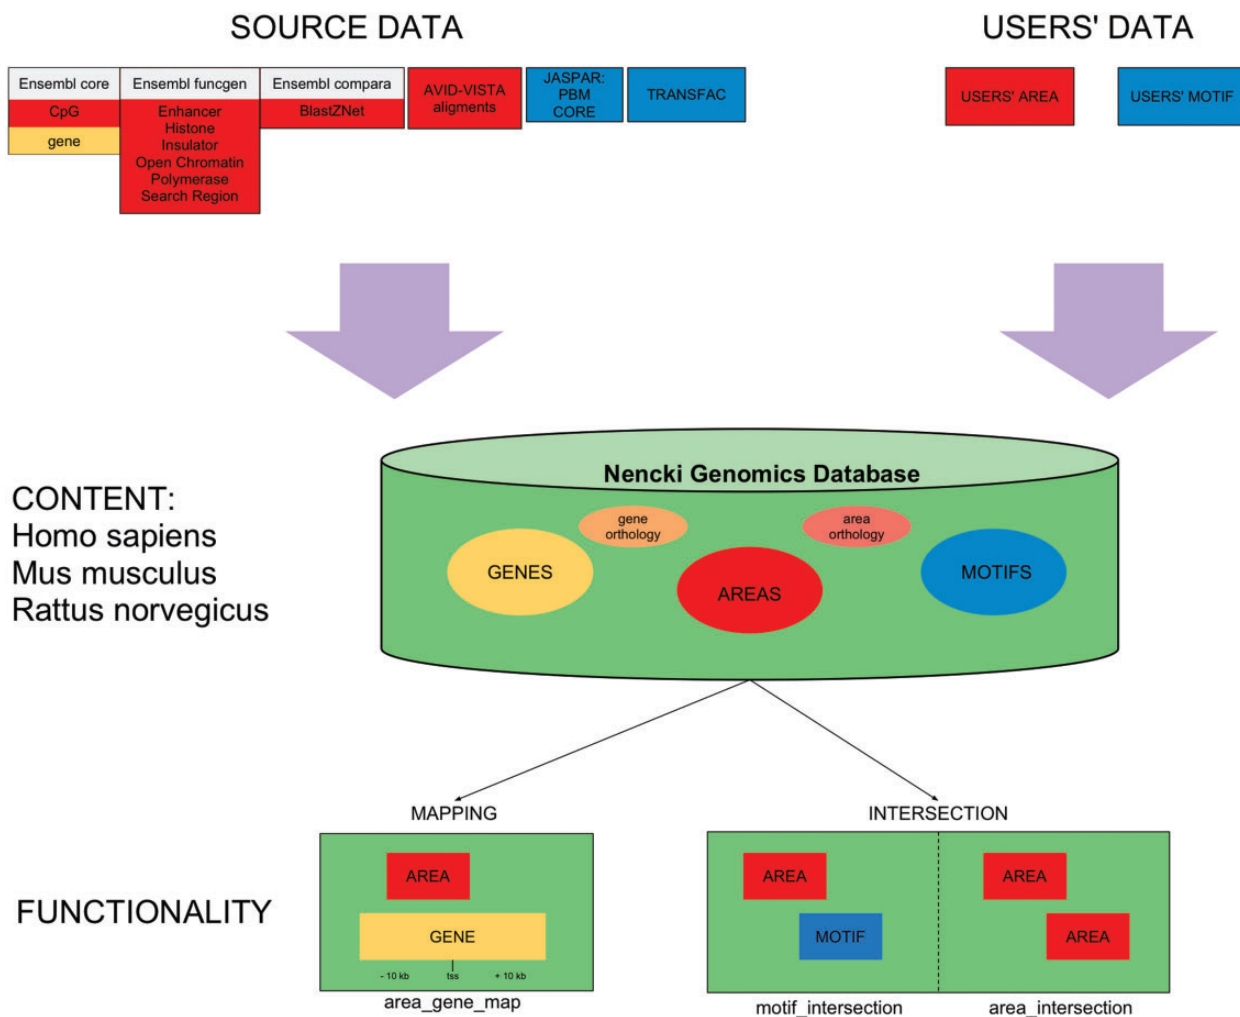 SOURCE DATA
USERS' DATA
Ensembl core
CpG
gene
Ensembl funcgen
Enhancer
Histone
Insulator
Open Chromatin
Polymerase
Search Region
Ensembl compara
BlastZNet
AVID-VISTA
aligments
JASPAR:
PBM
CORE
TRANSFAC
USERS' AREA
USERS' MOTIF
Nencki Genomics Database
gene
orthology
area
orthology
GENES
AREAS
MOTIFS
CONTENT:
Homo sapiens
Mus musculus
Rattus norvegicus
MAPPING
INTERSECTION
FUNCTIONALITY
AREA
GENE
- 10 kb
tss
+ 10 kb
area_gene_map
AREA
MOTIF
motif_intersection
AREA
AREA
area_intersection